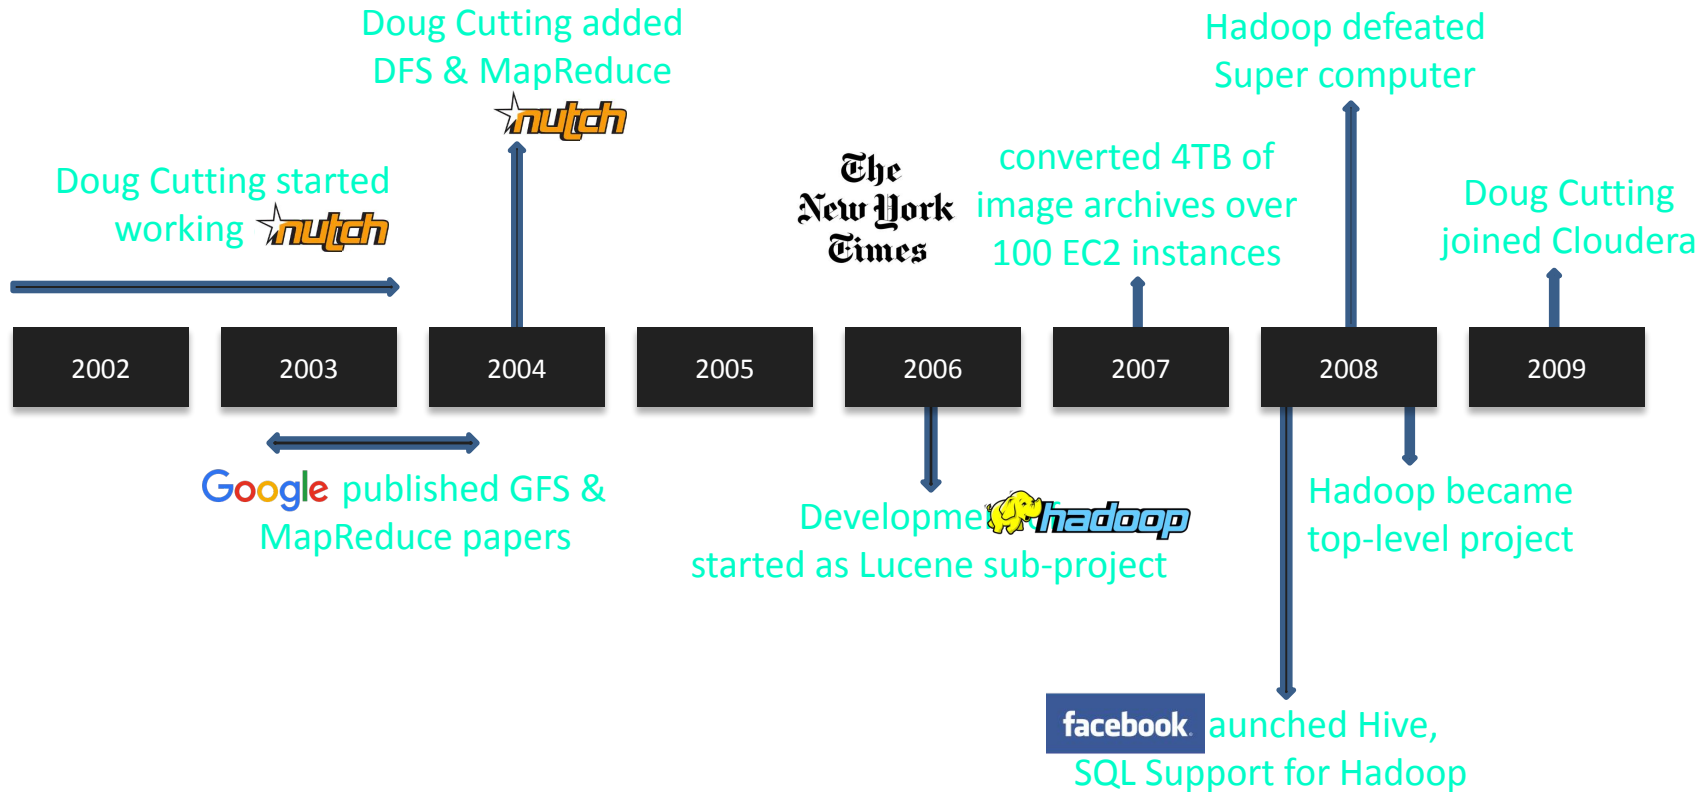 Doug Cutting added
DFS & MapReduce
nutch
Hadoop defeated
Super computer
Doug Cutting started
working nutch
The
New York
Times
converted 4TB of
image archives over
100 EC2 instances
Doug Cutting
joined Cloudera
2002
2003
2004
2005
2006
2007
2008
2009
Google published GFS &
MapReduce papers
hadoop
started as Lucene sub-project
Hadoop became
top-level project
facebook. aunched Hive,
SQL Support for Hadoop